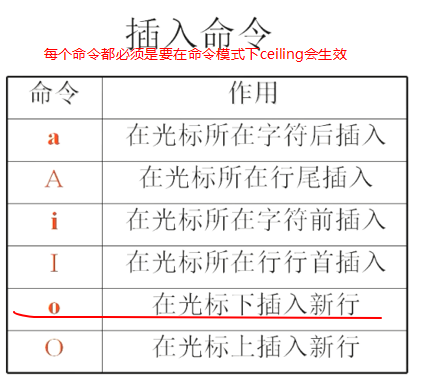 插入命令
每个命令都必须是要在命令模式下ceiling会生效
命令 作用
a 在光标所在字符后插入
A 在光标所在行尾插入
i 在光标所在字符前插入
I 在光标所在行行首插入
o 在光标下插入新行
O 在光标上插入新行